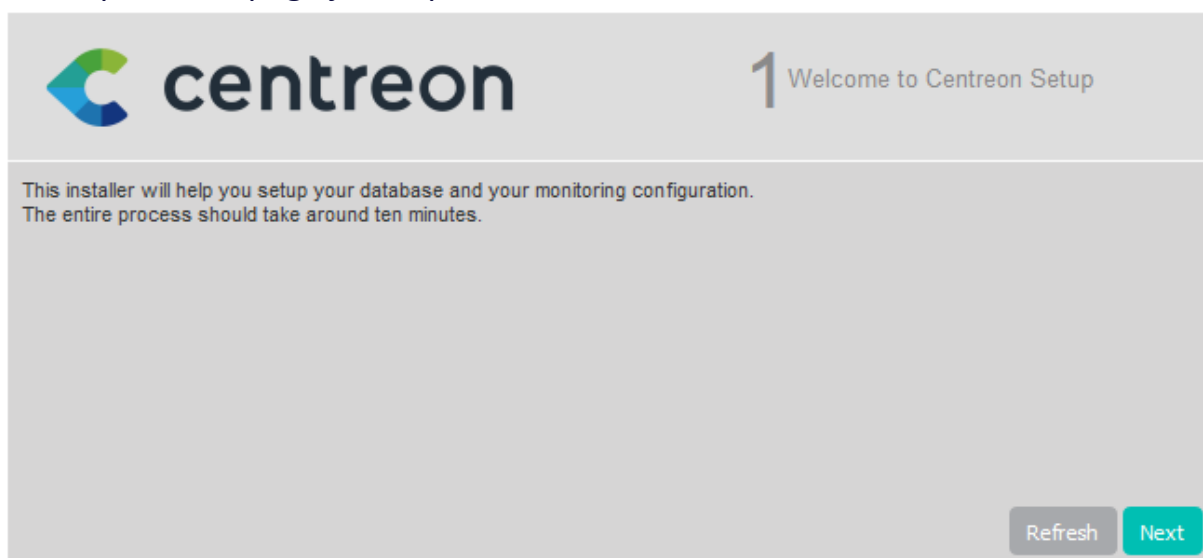 centreon
1 Welcome to Centreon Setup
This installer will help you setup your database and your monitoring configuration.
The entire process should take around ten minutes.
Refresh
Next